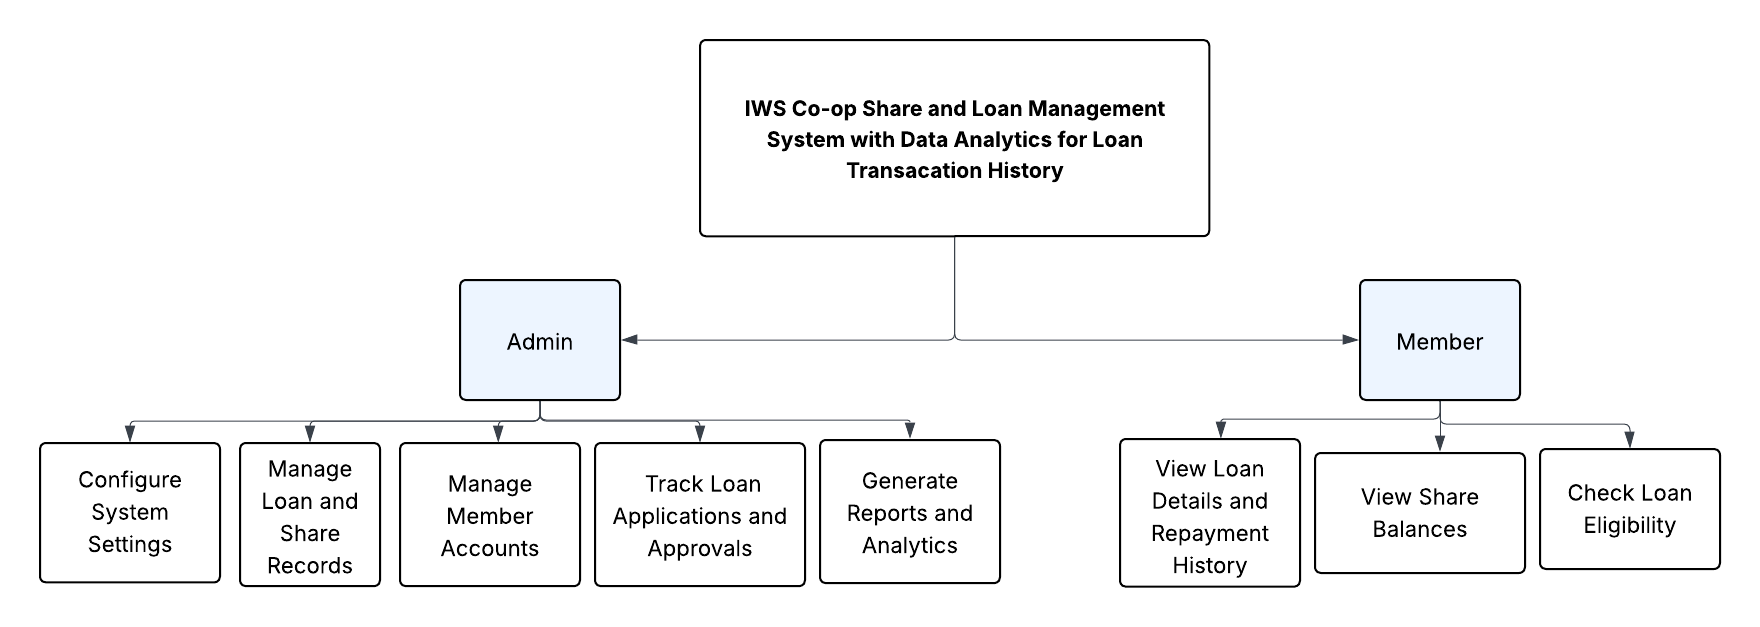 IWS Co-op Share and Loan Management
System with Data Analytics for Loan
Transacation History
Admin
Member
Configure
System
Settings
Manage
Loan and
Share
Records
Manage
Member
Accounts
Track Loan
Applications and
Approvals
Generate
Reports and
Analytics
View Loan
Details and
Repayment
History
View Share
Balances
Check Loan
Eligibility